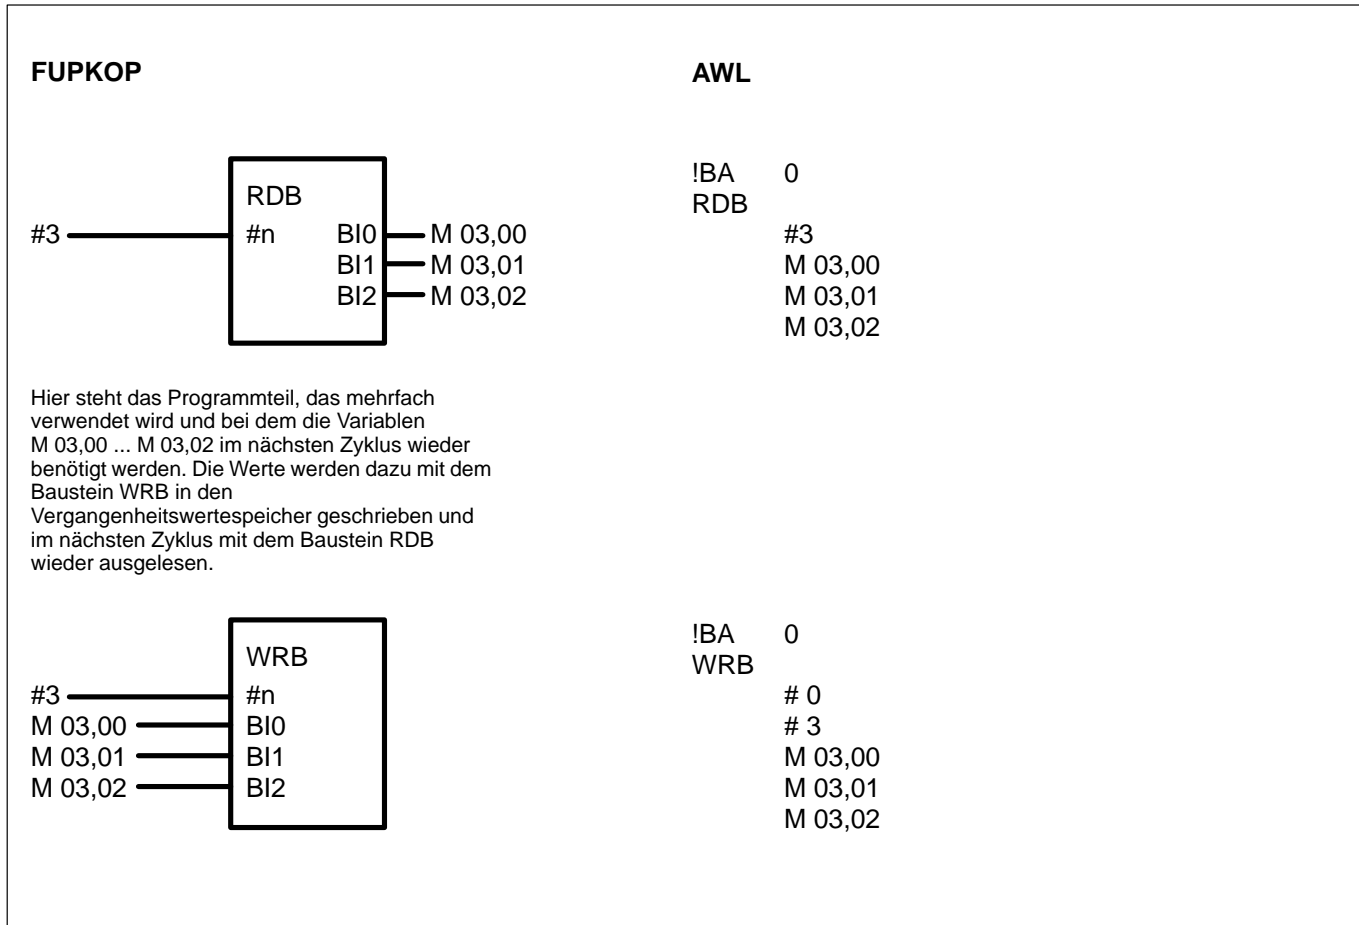 FUPKOP
AWL
RDB
#3 #n BI0 M 03,00
BI1 M 03,01
BI2 M 03,02
!BA 0
RDB
#3
M 03,00
M 03,01
M 03,02
Hier steht das Programmteil, das mehrfach
verwendet wird und bei dem die Variablen
M 03,00 ... M 03,02 im nächsten Zyklus wieder
benötigt werden. Die Werte werden dazu mit dem
Baustein WRB in den
Vergangenheitswertespeicher geschrieben und
im nächsten Zyklus mit dem Baustein RDB
wieder ausgelesen.
WRB
#3 #n
M 03,00 BI0
M 03,01 BI1
M 03,02 BI2
!BA 0
WRB
# 0
# 3
M 03,00
M 03,01
M 03,02